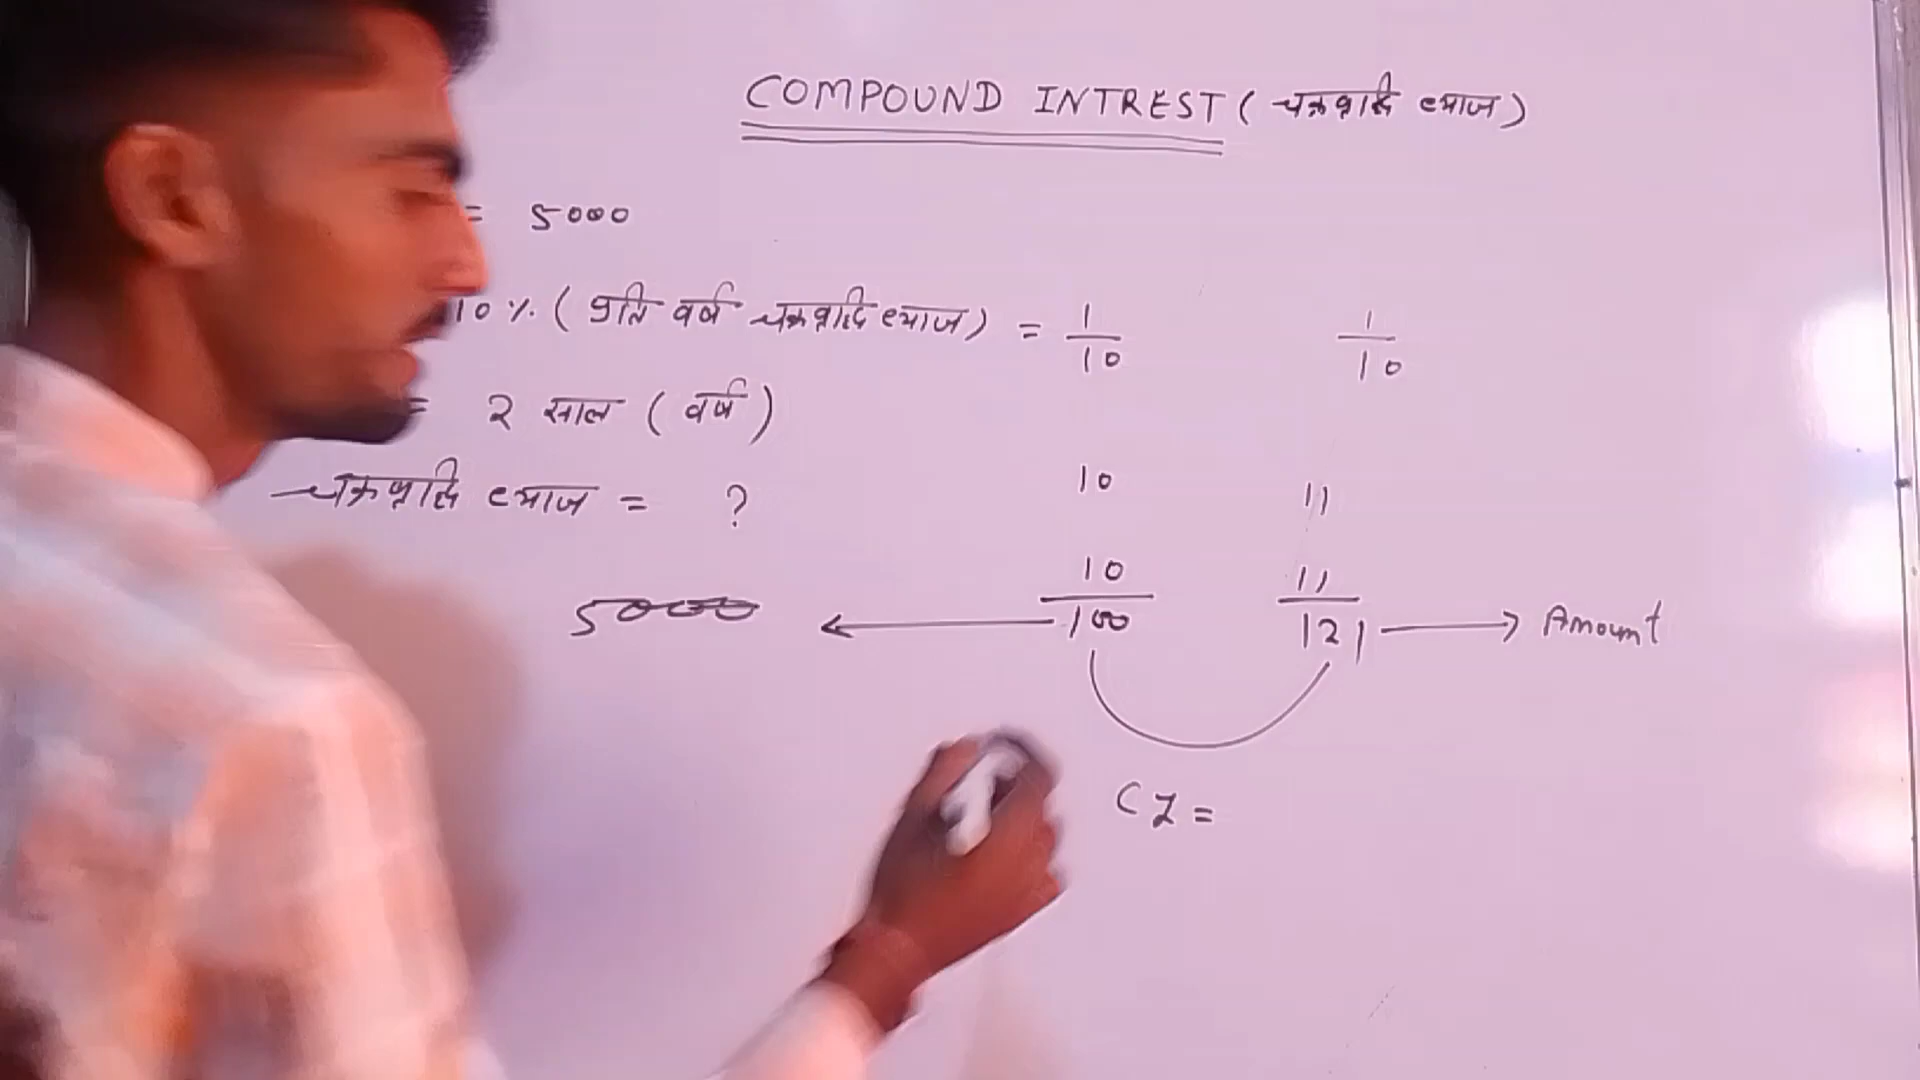 COMPOUND INTREST (चक्रवृद्धि ब्याज)
= 5000
10 % (प्रति वर्ष चक्रवृद्धि ब्याज) = 1/10 1/10
= 2 साल (वर्ष)
चक्रवृद्धि ब्याज = ?
10 11
10 11
5000 ← 100 121 → Amount
CI =